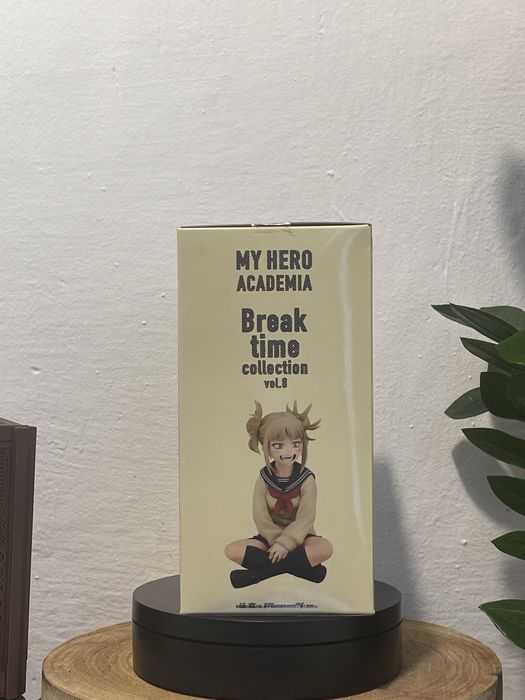 MY HERO
ACADEMIA
Break
time
collection
vol.8